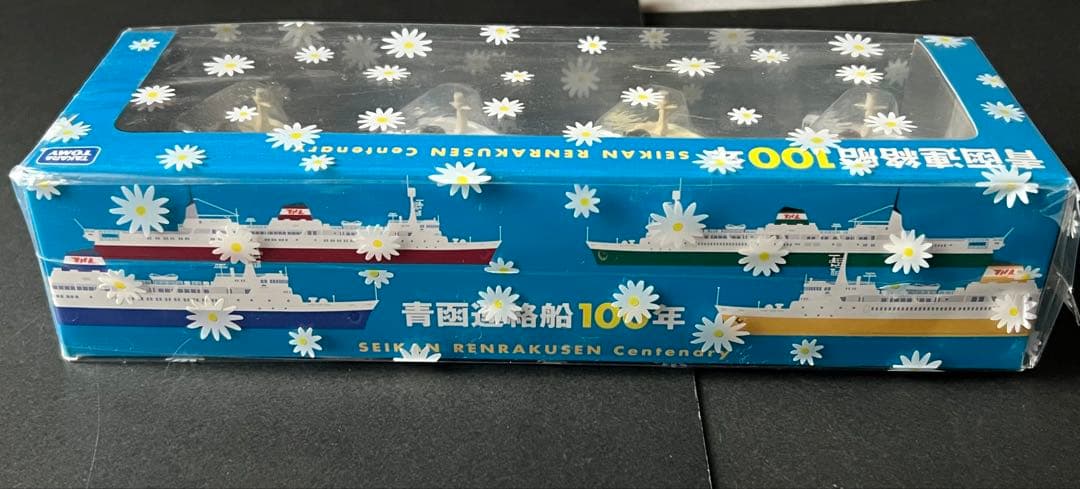 TAKARA
TOMY
青函連絡船100年
SEIKAN RENRAKUSEN Centenary
青函連絡船100年
SEIKAN RENRAKUSEN Centenary